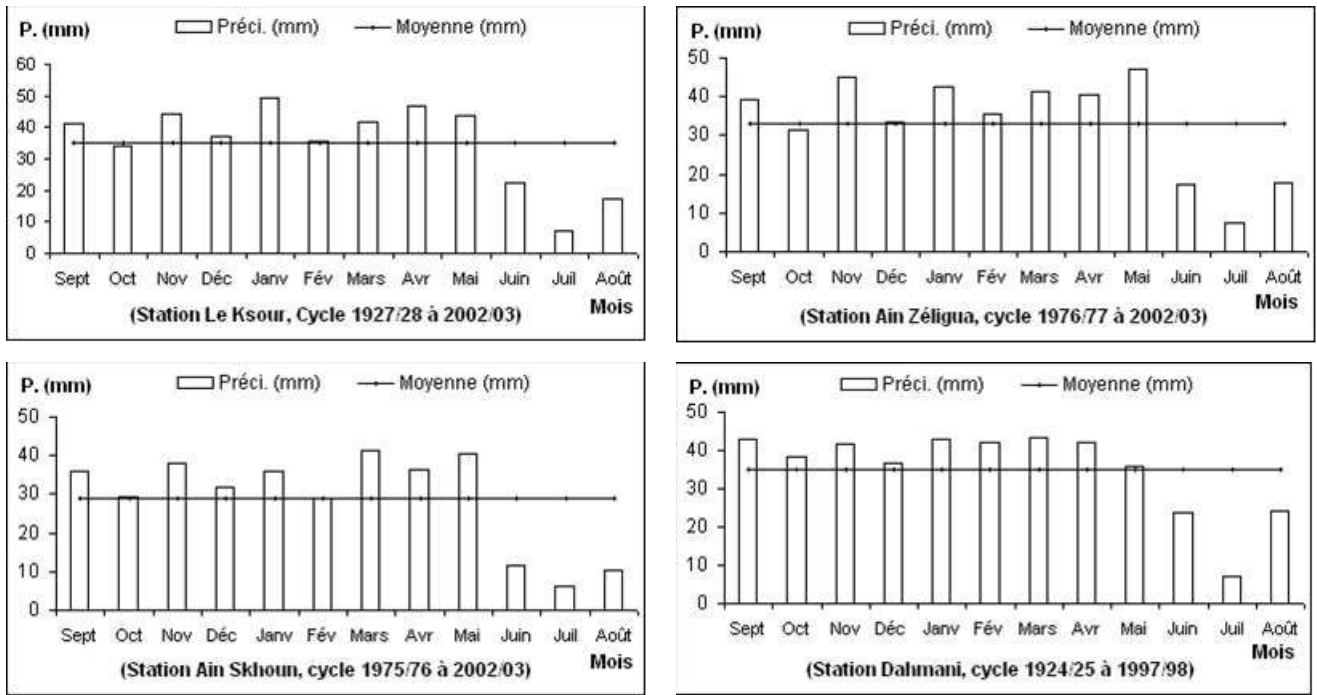 P. (mm)
Préci. (mm)
Moyenne (mm)
60
50
40
30
20
10
0
Sept Oct Nov Déc Janv Fév Mars Avr Mai Juin Juil Août
Mois
(Station Le Ksour, Cycle 1927/28 à 2002/03)
P. (mm)
Préci. (mm)
Moyenne (mm)
50
40
30
20
10
0
Sept Oct Nov Déc Janv Fév Mars Avr Mai Juin Juil Août
Mois
(Station Ain Zéligua, cycle 1976/77 à 2002/03)
P. (mm)
Préci. (mm)
Moyenne (mm)
50
40
30
20
10
0
Sept Oct Nov Déc Janv Fév Mars Avr Mai Juin Juil Août
Mois
(Station Ain Skhoun, cycle 1975/76 à 2002/03)
P. (mm)
Préci. (mm)
Moyenne (mm)
50
40
30
20
10
0
Sept Oct Nov Déc Janv Fév Mars Avr Mai Juin Juil Août
Mois
(Station Dahmani, cycle 1924/25 à 1997/98)